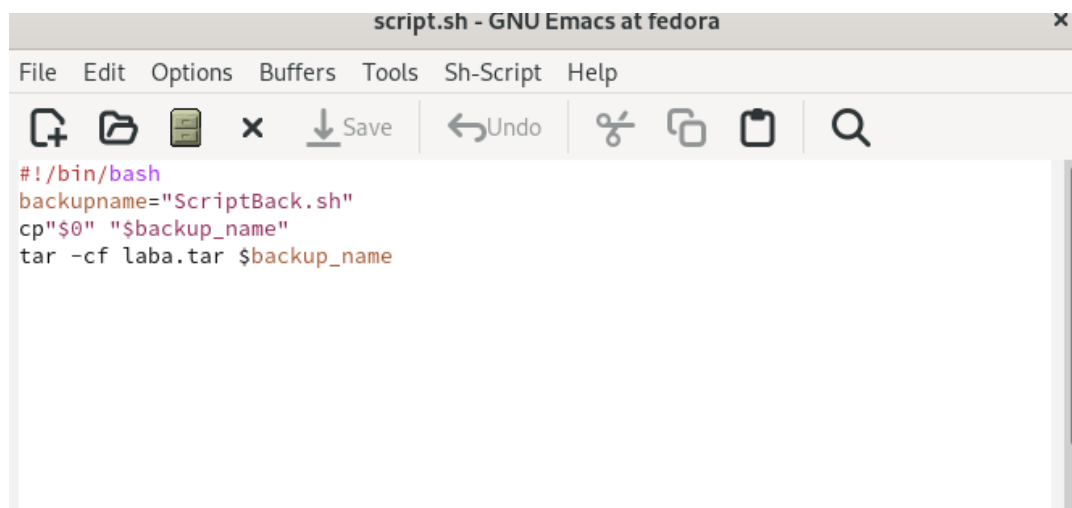 script.sh - GNU Emacs at fedora
File Edit Options Buffers Tools Sh-Script Help
Save Undo
#!/bin/bash
backupname="ScriptBack.sh"
cp"$0" "$backup_name"
tar -cf laba.tar $backup_name